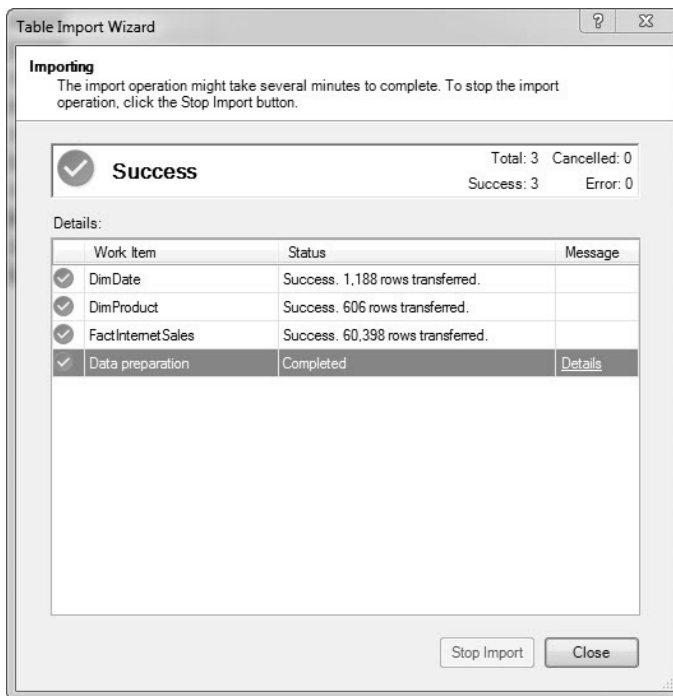 Table Import Wizard
Importing
The import operation might take several minutes to complete. To stop the import
operation, click the Stop Import button.
Success
Total: 3 Cancelled: 0
Success: 3 Error: 0
Details:
Work Item Status Message
DimDate Success. 1,188 rows transferred.
DimProduct Success. 606 rows transferred.
FactInternetSales Success. 60,398 rows transferred.
Data preparation Completed Details
Stop Import Close